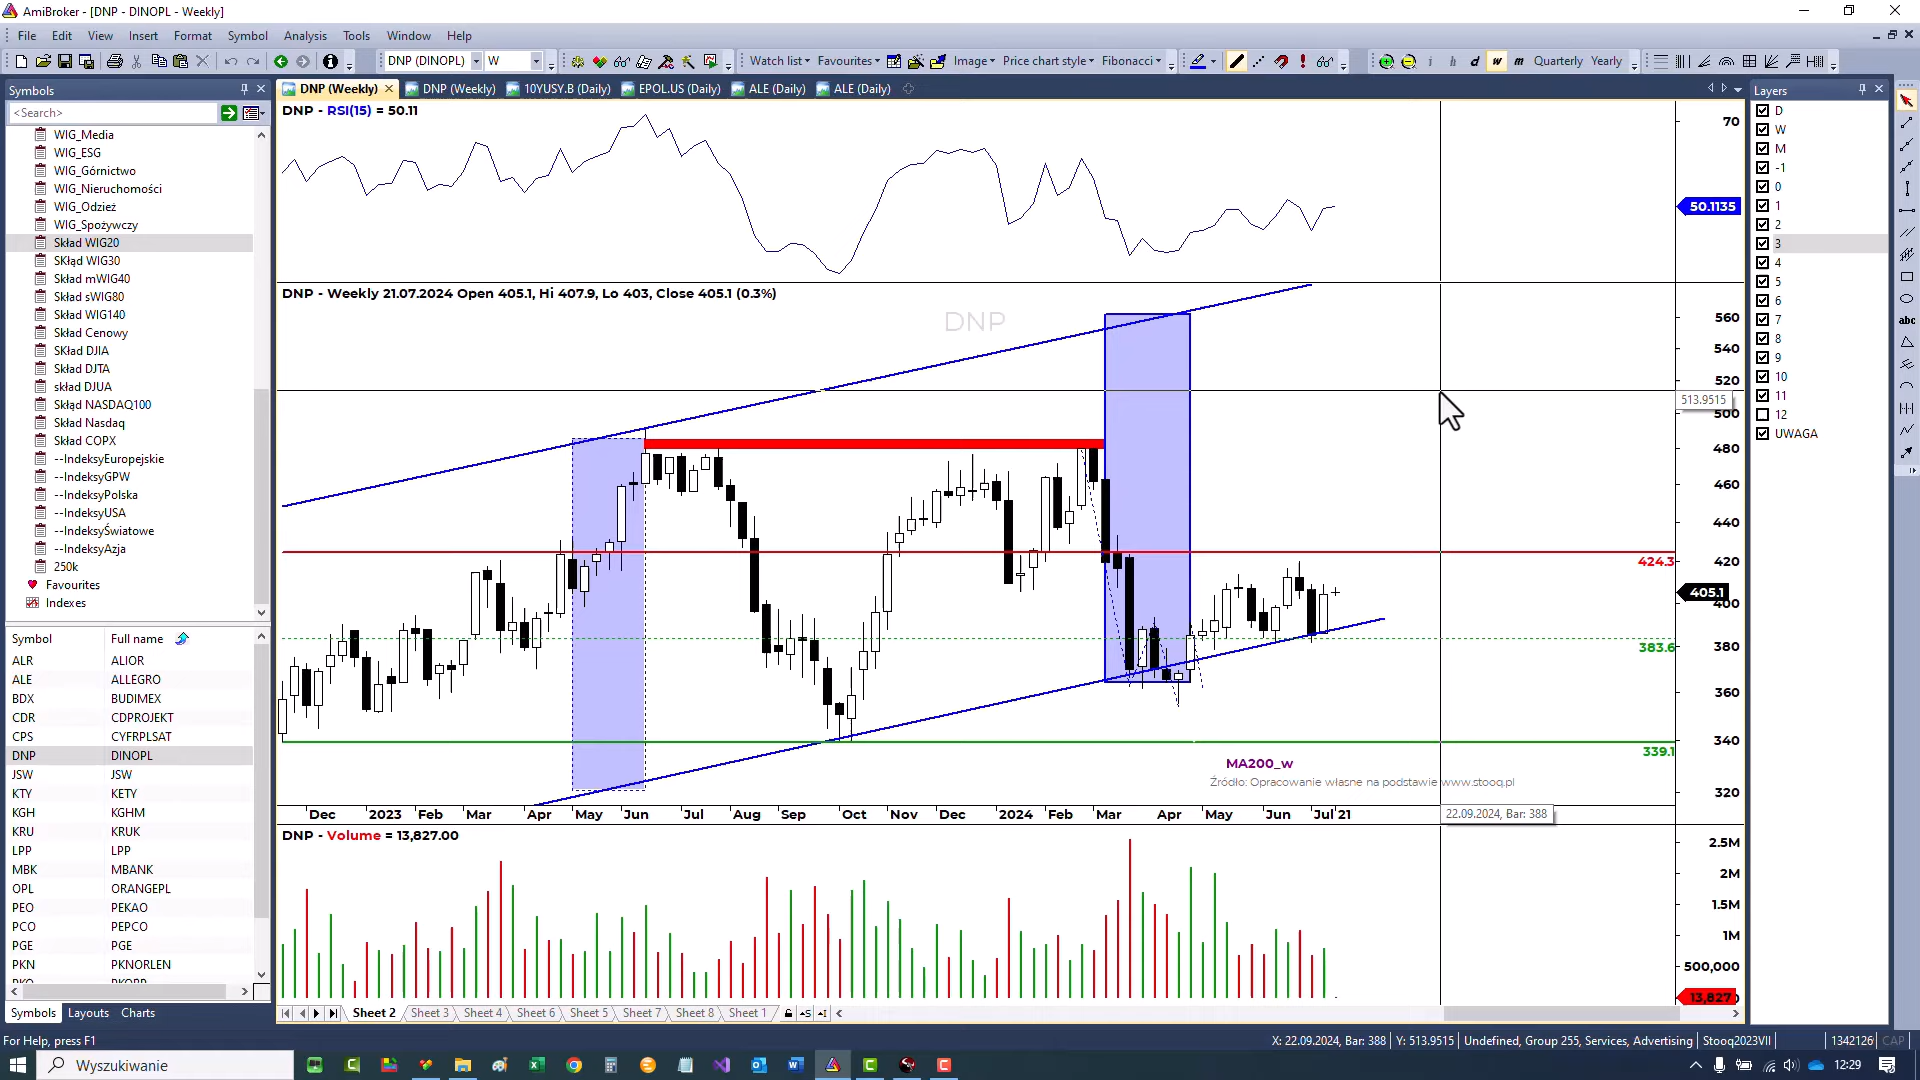 AmiBroker - [DNP - DINOPL - Weekly]
File Edit View Insert Format Symbol Analysis Tools Window Help
DNP (DINOPL) W Watch list Favourites Image Price chart style Fibonacci i h d w m Quarterly Yearly
Symbols
<Search>
DNP (Weekly) DNP (Weekly) 10YUSY.B (Daily) EPOL.US (Daily) ALE (Daily) ALE (Daily)
WIG_Media
WIG_ESG
WIG_Górnictwo
WIG_Nieruchomości
WIG_Odzież
WIG_Spożywczy
Skład WIG20
SKłąd WIG30
Skład mWIG40
Skład sWIG80
Skład WIG140
Skład Cenowy
SKład DJIA
Skład DJTA
skład DJUA
Skłąd NASDAQ100
Skład Nasdaq
Skład COPX
--IndeksyEuropejskie
--IndeksyGPW
--IndeksyPolska
--IndeksyUSA
--IndeksyŚwiatowe
--IndeksyAzja
250k
Favourites
Indexes
Symbol Full name
ALR ALIOR
ALE ALLEGRO
BDX BUDIMEX
CDR CDPROJEKT
CPS CYFRPLSAT
DNP DINOPL
JSW JSW
KTY KETY
KGH KGHM
KRU KRUK
LPP LPP
MBK MBANK
OPL ORANGEPL
PEO PEKAO
PCO PEPCO
PGE PGE
PKN PKNORLEN
Symbols Layouts Charts
DNP - RSI(15) = 50.11
70
50.1135
DNP - Weekly 21.07.2024 Open 405.1, Hi 407.9, Lo 403, Close 405.1 (0.3%)
DNP
560
540
520
513.9515
500
480
460
440
420
424.3
405.1
400
383.6
380
360
340
339.1
320
MA200_w
Źródło: Opracowanie własne na podstawie www.stooq.pl
Dec 2023 Feb Mar Apr May Jun Jul Aug Sep Oct Nov Dec 2024 Feb Mar Apr May Jun Jul 21
22.09.2024, Bar: 388
DNP - Volume = 13,827.00
2.5M
2M
1.5M
1M
500,000
13,827
Sheet 2 Sheet 3 Sheet 4 Sheet 6 Sheet 5 Sheet 7 Sheet 8 Sheet 1
Layers
D
W
M
-1
0
1
2
3
4
5
6
7
8
9
10
11
12
UWAGA
abc
For Help, press F1
X: 22.09.2024, Bar: 388 Y: 513.9515 Undefined, Group 255, Services, Advertising Stooq2023VII 1342126 CAP
Wyszukiwanie
12:29